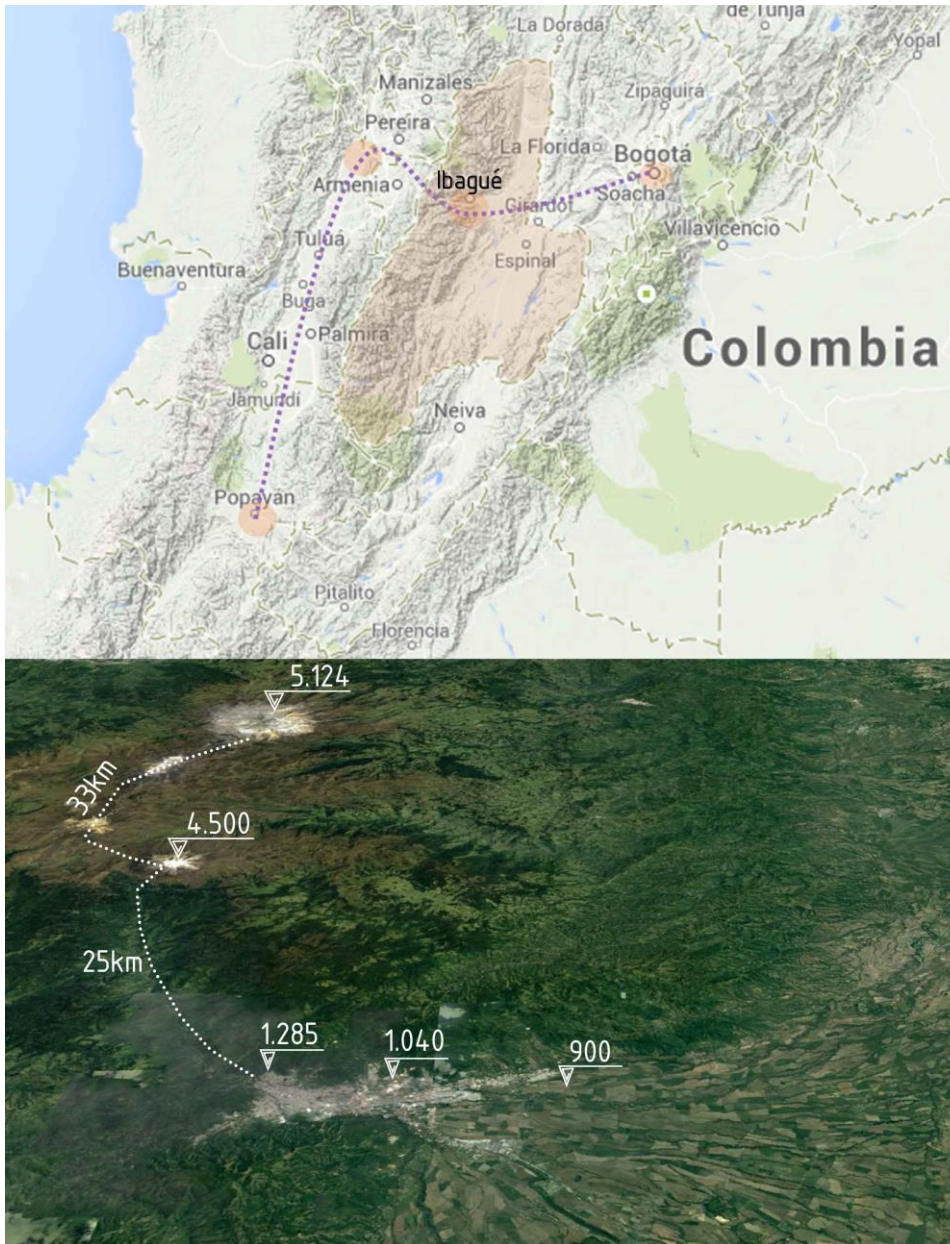 La Dorada
de Tunja
Yopal
Manizales
Zipaquirá
Pereira
La Florida
Bogotá
Ibagué
Armenia
Soacha
Girardot
Villavicencio
Tuluá
Espinal
Buenaventura
Buga
Palmira
Cali
Colombia
Jamundí
Neiva
Popayán
Pitalito
Florencia
5.124
33km
4.500
25km
1.285
1.040
900